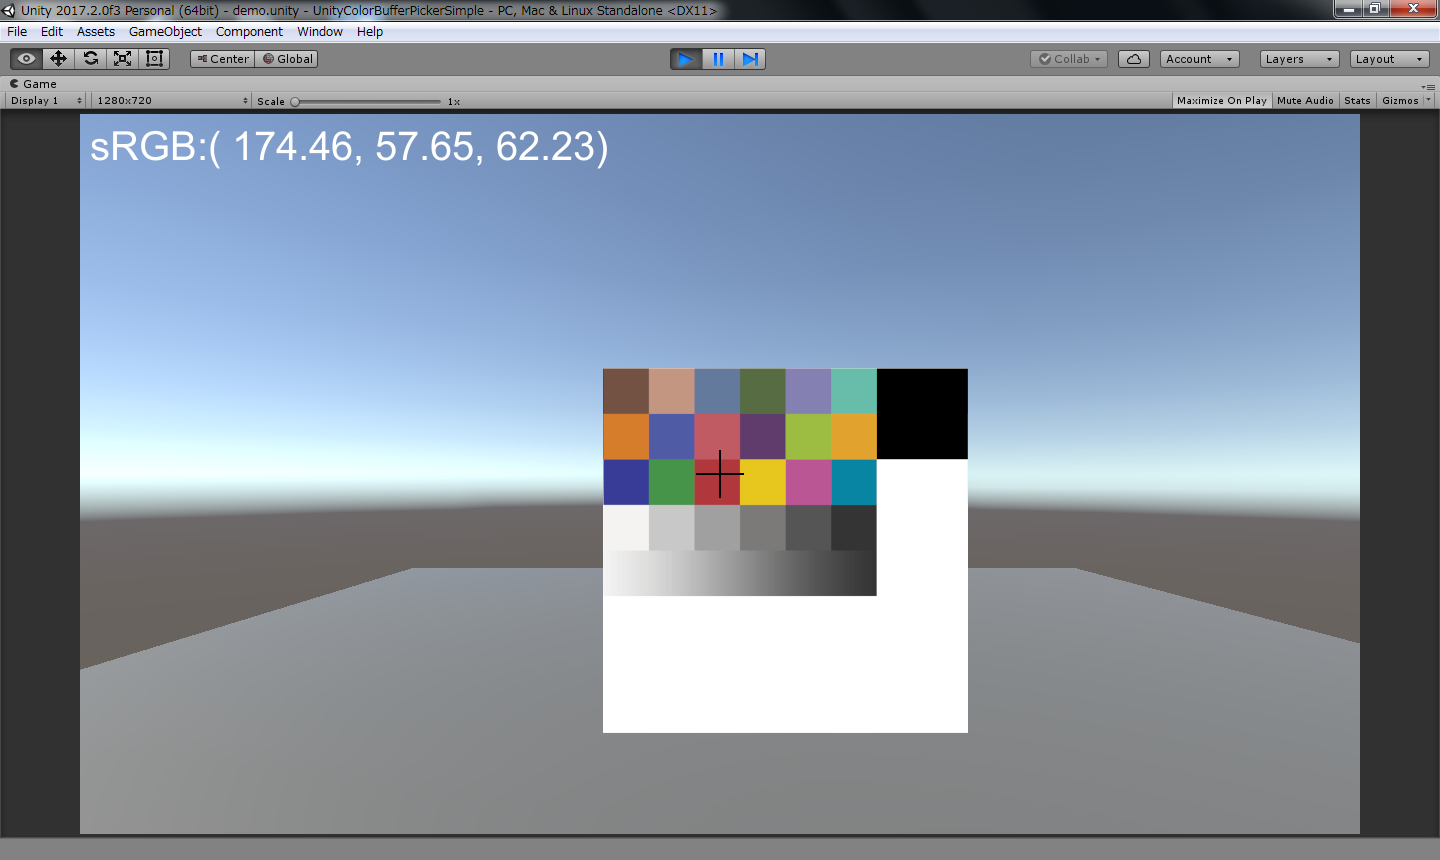 Unity 2017.2.0f3 Personal (64bit) - demo.unity - UnityColorBufferPickerSimple - PC, Mac & Linux Standalone <DX11>
File Edit Assets GameObject Component Window Help
Center Global Collab Account Layers Layout
Game
Display 1 1280x720 Scale 1x Maximize On Play Mute Audio Stats Gizmos
sRGB:( 174.46, 57.65, 62.23)